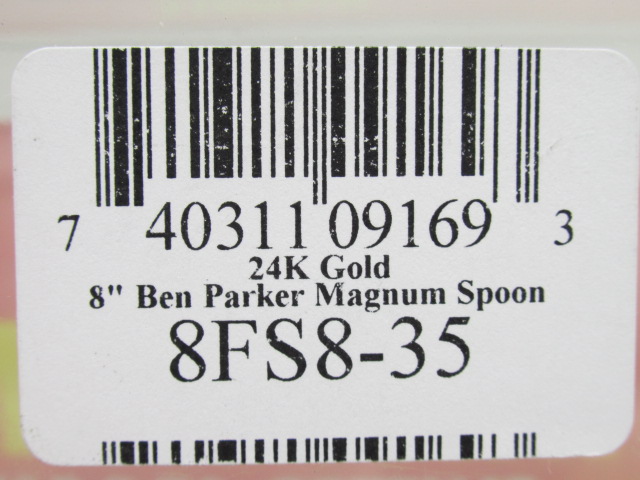 7 40311 09169 3
24K Gold
8" Ben Parker Magnum Spoon
8FS8-35